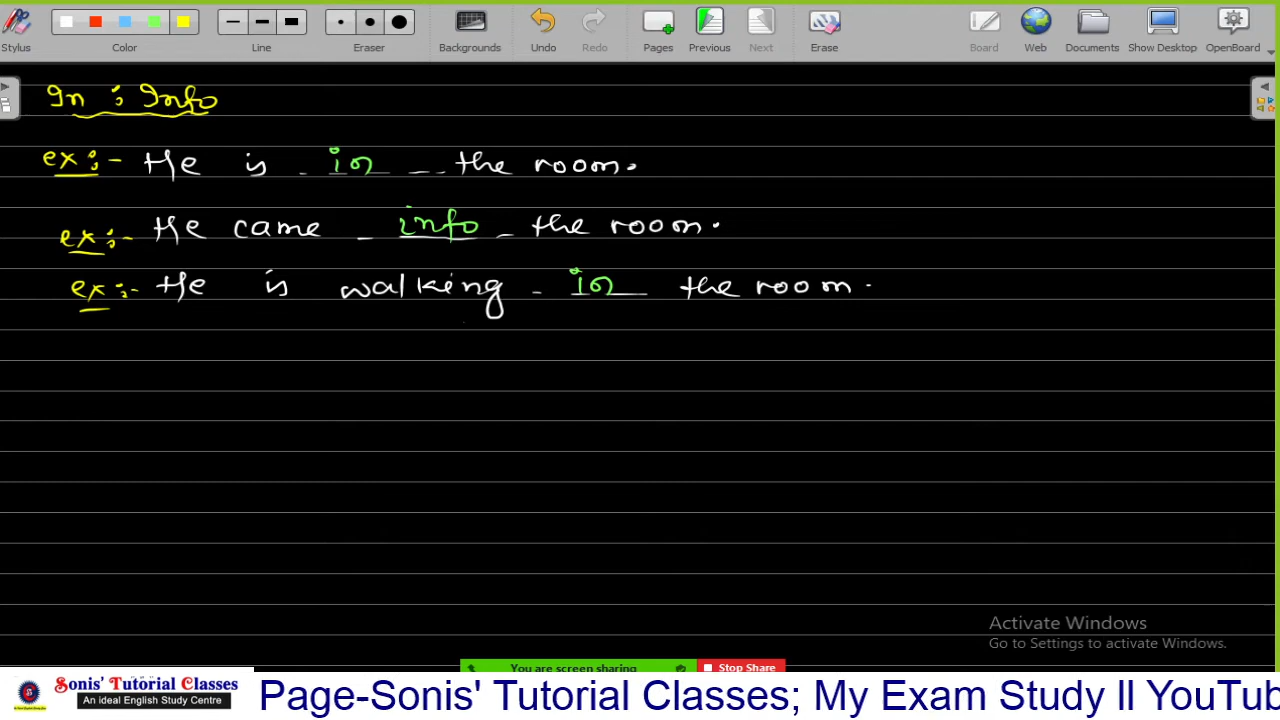 Stylus Color Line Eraser Backgrounds Undo Redo Pages Previous Next Erase Board Web Documents Show Desktop OpenBoard
In : Info
ex:- He is in the room.
ex:- He came info the room.
ex:- He is walking in the room.
Activate Windows
Go to Settings to activate Windows.
You are screen sharing Stop Share
Sonis' Tutorial Classes
An ideal English Study Centre
Page-Sonis' Tutorial Classes; My Exam Study ll YouTub